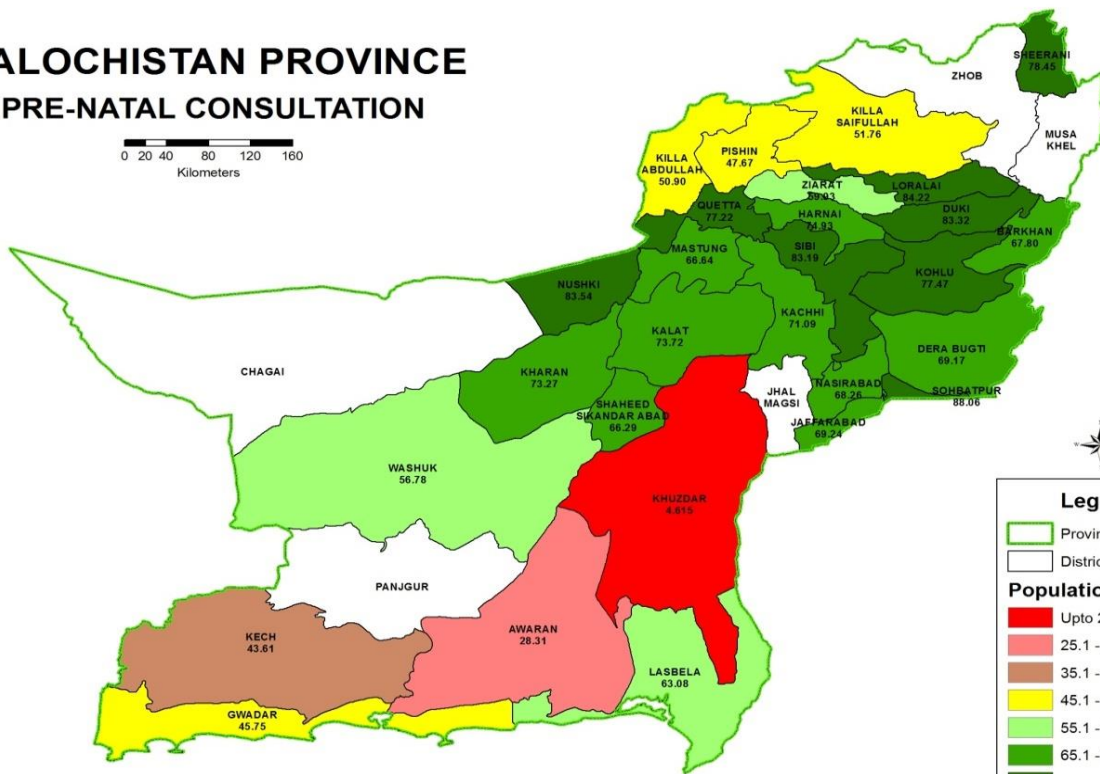 ALOCHISTAN PROVINCE
PRE-NATAL CONSULTATION
0 20 40 80 120 160
Kilometers
SHEERANI
78.45
ZHOB
KILLA
SAIFULLAH
51.76
MUSA
KHEL
PISHIN
47.67
KILLA
ABDULLAH
50.90
ZIARAT
59.93
LORALAI
84.22
QUETTA
77.22
HARNAI
74.93
DUKI
83.32
BARKHAN
67.80
MASTUNG
66.64
SIBI
83.19
KOHLU
77.47
NUSHKI
83.54
KACHHI
71.09
KALAT
73.72
DERA BUGTI
69.17
CHAGAI
KHARAN
73.27
JHAL
MAGSI
NASIRABAD
68.26
SOHBATPUR
88.06
SHAHEED
SIKANDAR ABAD
66.29
JAFFARABAD
69.24
WASHUK
56.78
KHUZDAR
4.615
PANJGUR
AWARAN
28.31
KECH
43.61
LASBELA
63.08
GWADAR
45.75
W
Leg
Provin
Distric
Populatio
Upto 2
25.1 -
35.1 -
45.1 -
55.1 -
65.1 -